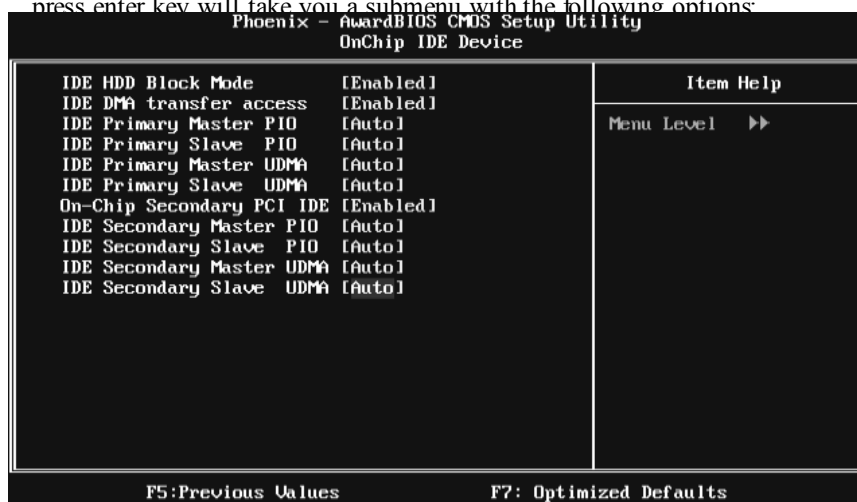 press enter key will take you a submenu with the following options:
Phoenix - AwardBIOS CMOS Setup Utility
OnChip IDE Device
IDE HDD Block Mode [Enabled]
IDE DMA transfer access [Enabled]
IDE Primary Master PIO [Auto]
IDE Primary Slave PIO [Auto]
IDE Primary Master UDMA [Auto]
IDE Primary Slave UDMA [Auto]
On-Chip Secondary PCI IDE [Enabled]
IDE Secondary Master PIO [Auto]
IDE Secondary Slave PIO [Auto]
IDE Secondary Master UDMA [Auto]
IDE Secondary Slave UDMA [Auto]
Item Help
Menu Level ▶▶
F5:Previous Values F7: Optimized Defaults